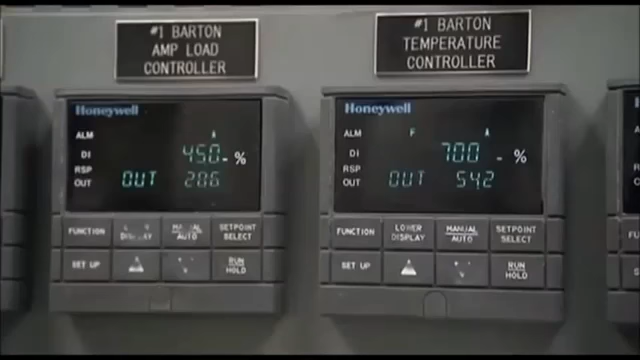 #1 BARTON
AMP LOAD
CONTROLLER
#1 BARTON
TEMPERATURE
CONTROLLER
Honeywell
ALM A
DI 450- %
RSP
OUT OUT 286
FUNCTION DISPLAY MANUAL AUTO SETPOINT SELECT
SET UP RUN HOLD
Honeywell
ALM F A
DI 700 - %
RSP
OUT OUT 542
FUNCTION LOWER DISPLAY MANUAL AUTO SETPOINT SELECT
SET UP RUN HOLD